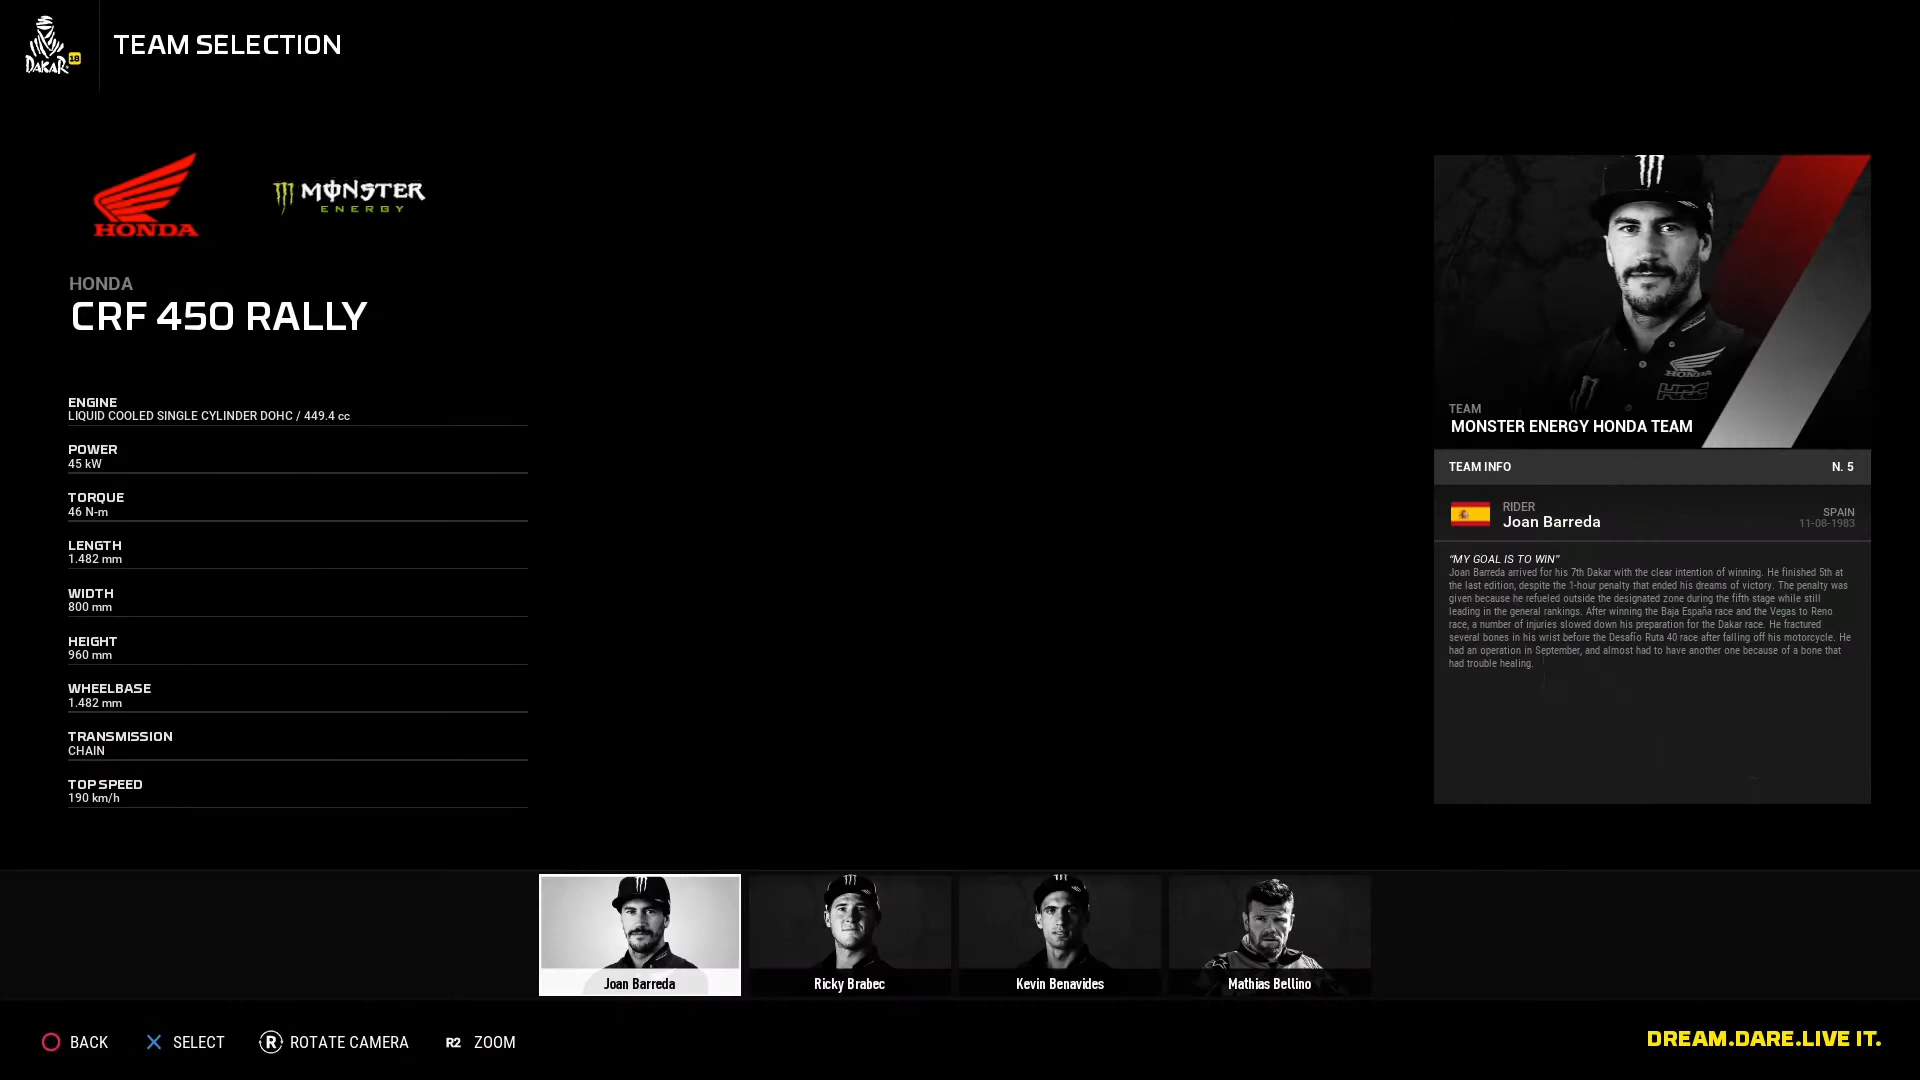 DAKAR 18
TEAM SELECTION
HONDA
MONSTER
ENERGY
HONDA
CRF 450 RALLY
ENGINE
LIQUID COOLED SINGLE CYLINDER DOHC / 449.4 cc
POWER
45 kW
TORQUE
46 N-m
LENGTH
1.482 mm
WIDTH
800 mm
HEIGHT
960 mm
WHEELBASE
1.482 mm
TRANSMISSION
CHAIN
TOP SPEED
190 km/h
HONDA
HRC
TEAM
MONSTER ENERGY HONDA TEAM
TEAM INFO N. 5
RIDER
Joan Barreda
SPAIN
11-08-1983
“MY GOAL IS TO WIN”
Joan Barreda arrived for his 7th Dakar with the clear intention of winning. He finished 5th at
the last edition, despite the 1-hour penalty that ended his dreams of victory. The penalty was
given because he refueled outside the designated zone during the fifth stage while still
leading in the general rankings. After winning the Baja España race and the Vegas to Reno
race, a number of injuries slowed down his preparation for the Dakar race. He fractured
several bones in his wrist before the Desafío Ruta 40 race after falling off his motorcycle. He
had an operation in September, and almost had to have another one because of a bone that
had trouble healing.
Joan Barreda
Ricky Brabec
Kevin Benavides
Mathias Bellino
BACK
SELECT
R ROTATE CAMERA
R2 ZOOM
DREAM.DARE.LIVE IT.